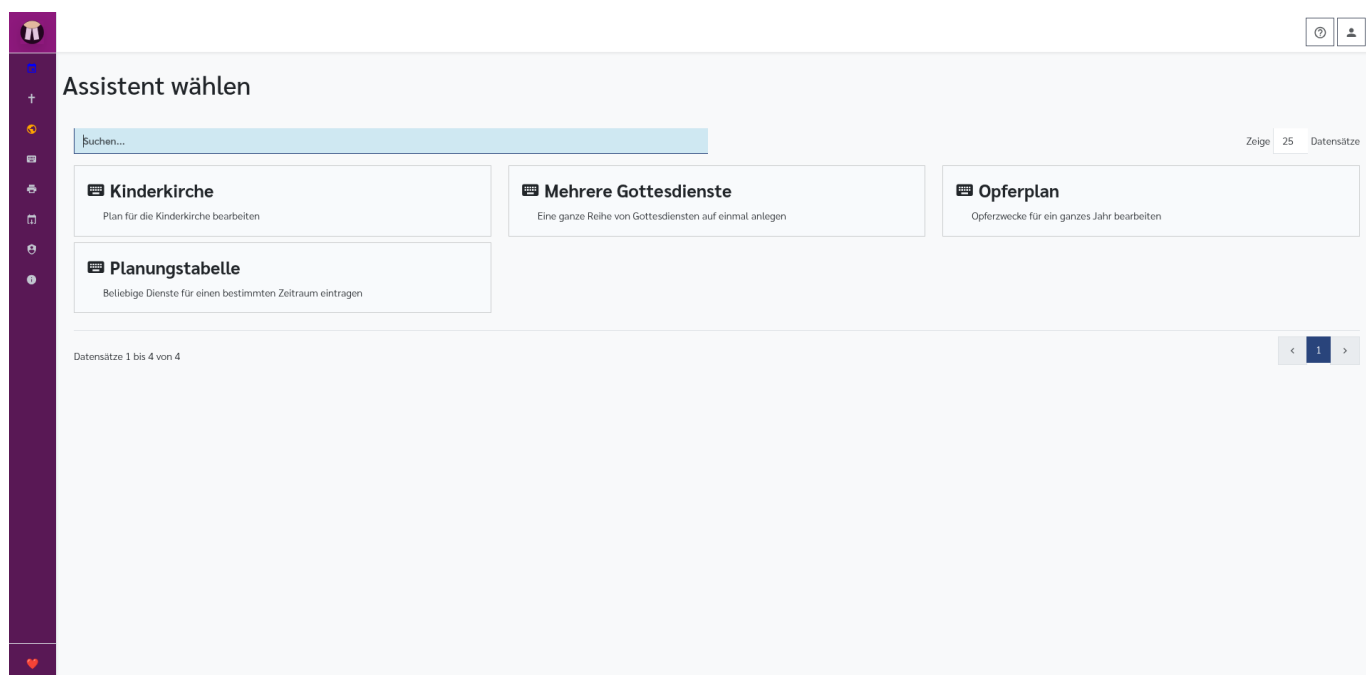 Assistent wählen
Suchen...
Zeige 25 Datensätze
Kinderkirche
Plan für die Kinderkirche bearbeiten
Mehrere Gottesdienste
Eine ganze Reihe von Gottesdiensten auf einmal anlegen
Opferplan
Opferzwecke für ein ganzes Jahr bearbeiten
Planungstabelle
Beliebige Dienste für einen bestimmten Zeitraum eintragen
Datensätze 1 bis 4 von 4
‹ 1 ›